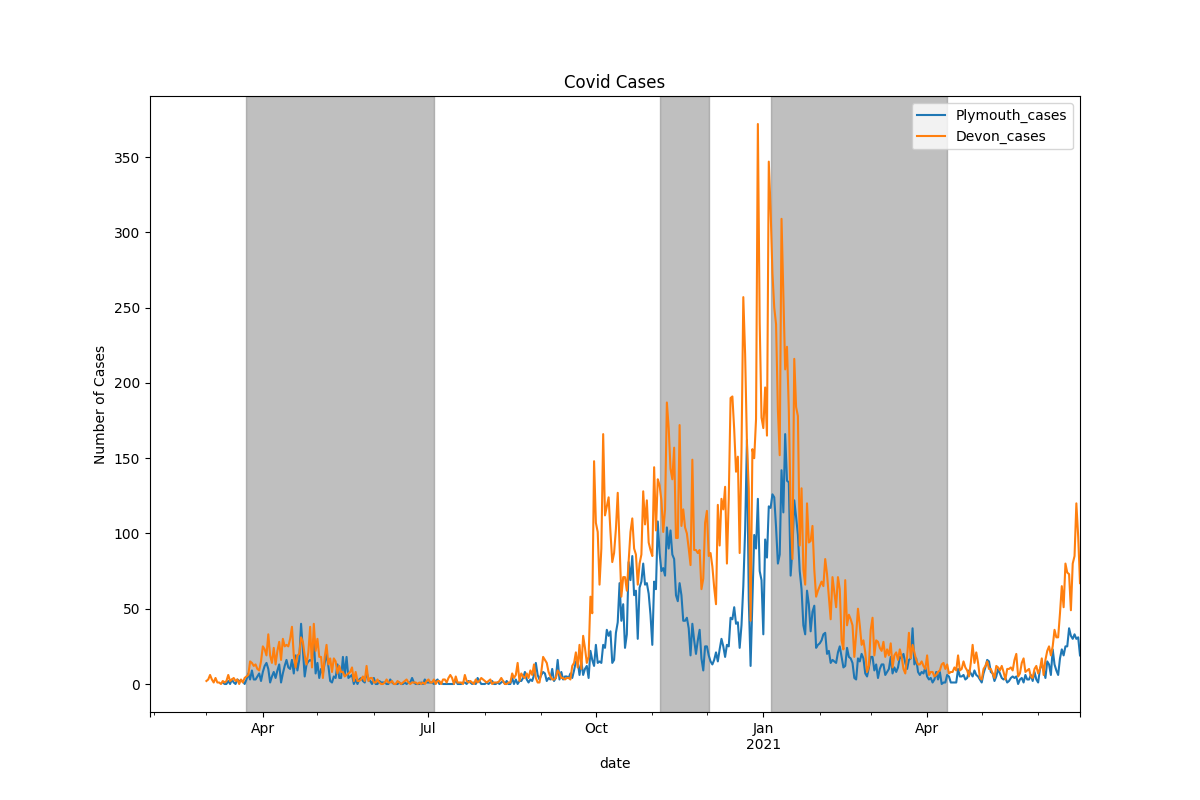 Covid Cases
Plymouth_cases
Devon_cases
Number of Cases
350
300
250
200
150
100
50
0
Apr
Jul
Oct
Jan
2021
Apr
date